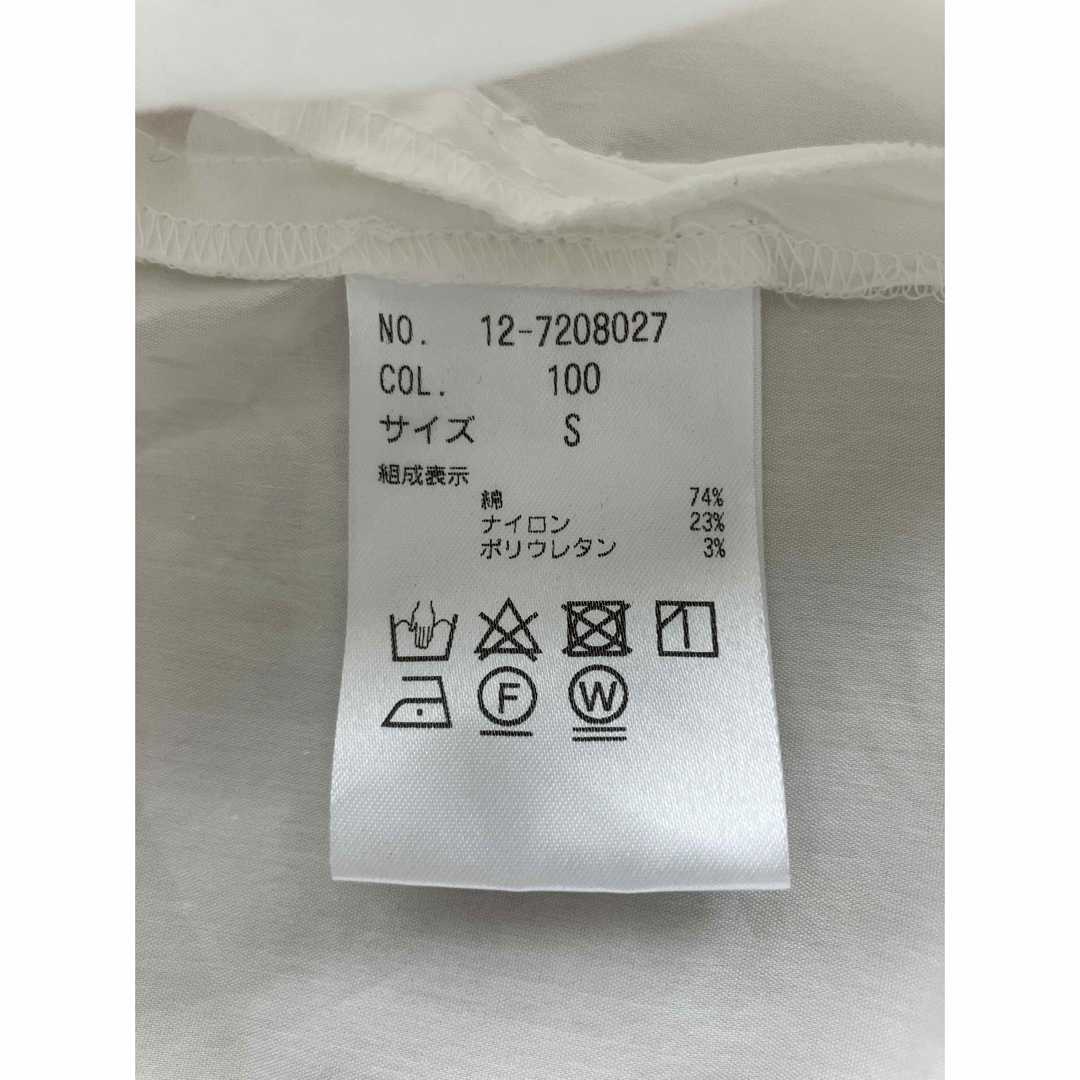 NO. 12-7208027
COL. 100
サイズ S
組成表示
綿 74%
ナイロン 23%
ポリウレタン 3%
F W